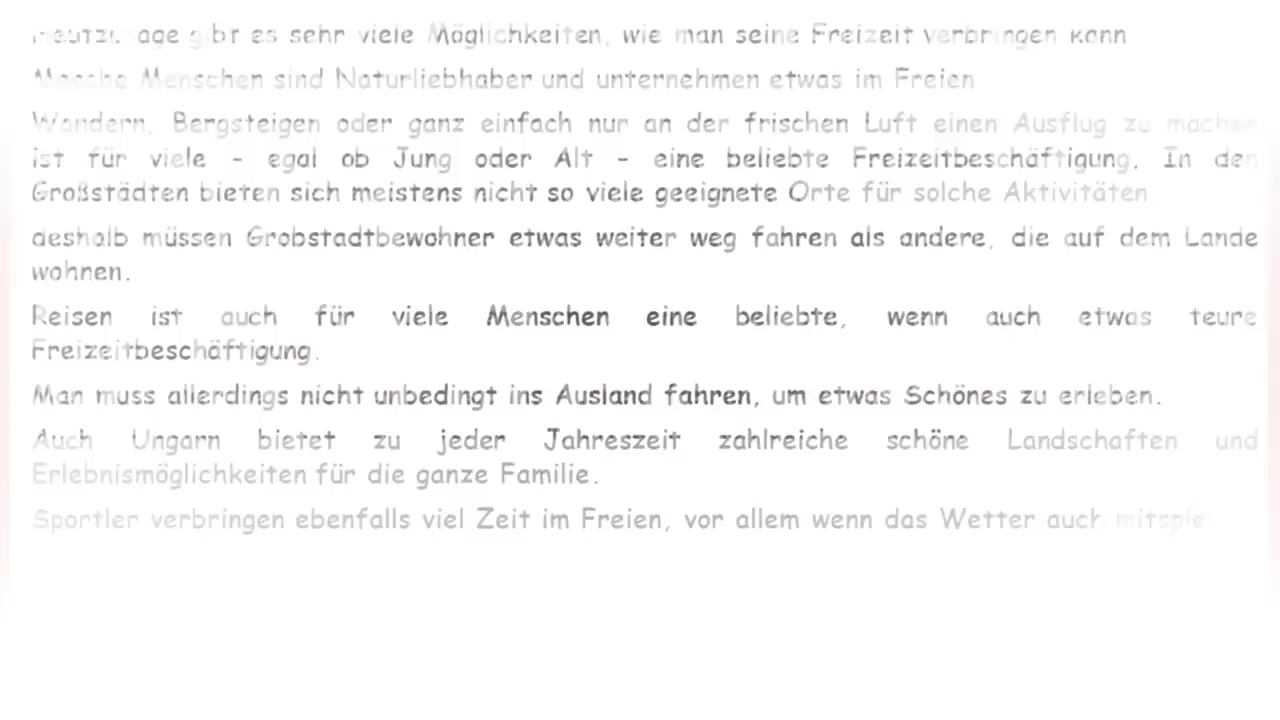 Heutzutage gibt es sehr viele Möglichkeiten, wie man seine Freizeit verbringen kann
Manche Menschen sind Naturliebhaber und unternehmen etwas im Freien
Wandern, Bergsteigen oder ganz einfach nur an der frischen Luft einen Ausflug zu machen
ist für viele - egal ob Jung oder Alt - eine beliebte Freizeitbeschäftigung. In den
Großstädten bieten sich meistens nicht so viele geeignete Orte für solche Aktivitäten
deshalb müssen Großstadtbewohner etwas weiter weg fahren als andere, die auf dem Lande
wohnen.
Reisen ist auch für viele Menschen eine beliebte, wenn auch etwas teure
Freizeitbeschäftigung.
Man muss allerdings nicht unbedingt ins Ausland fahren, um etwas Schönes zu erleben.
Auch Ungarn bietet zu jeder Jahreszeit zahlreiche schöne Landschaften und
Erlebnismöglichkeiten für die ganze Familie.
Sportler verbringen ebenfalls viel Zeit im Freien, vor allem wenn das Wetter auch